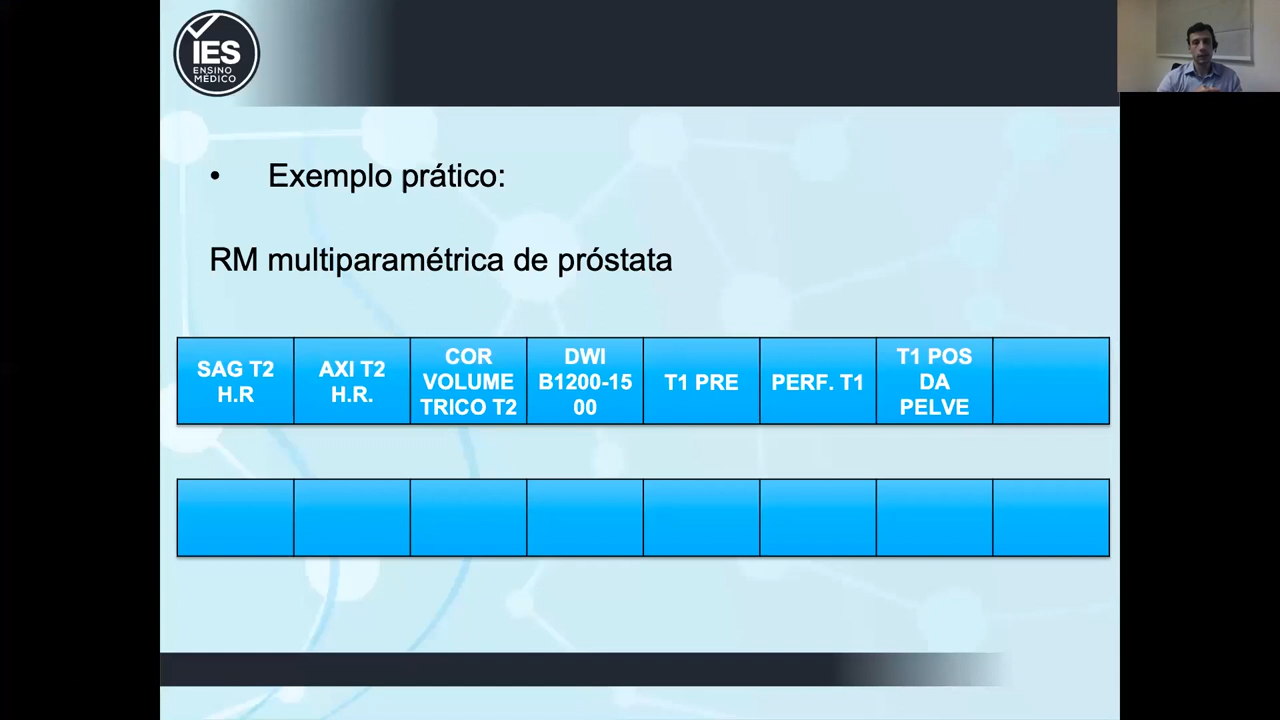 IES
ENSINO
MÉDICO
• Exemplo prático:
RM multiparamétrica de próstata
SAG T2
H.R
AXI T2
H.R.
COR
VOLUME
TRICO T2
DWI
B1200-15
00
T1 PRE
PERF. T1
T1 POS
DA
PELVE